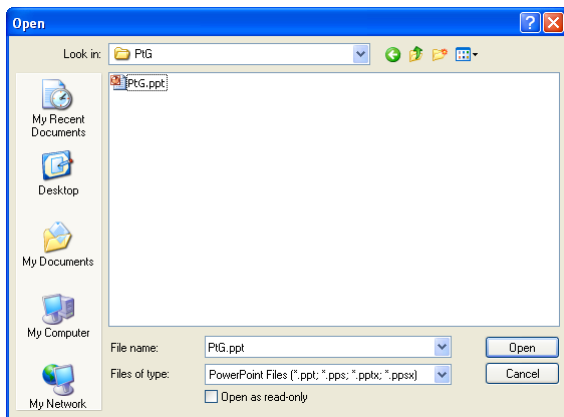 Open
Look in: PtG
PtG.ppt
My Recent
Documents
Desktop
My Documents
My Computer
My Network
File name: PtG.ppt Open
Files of type: PowerPoint Files (*.ppt; *.pps; *.pptx; *.ppsx) Cancel
Open as read-only